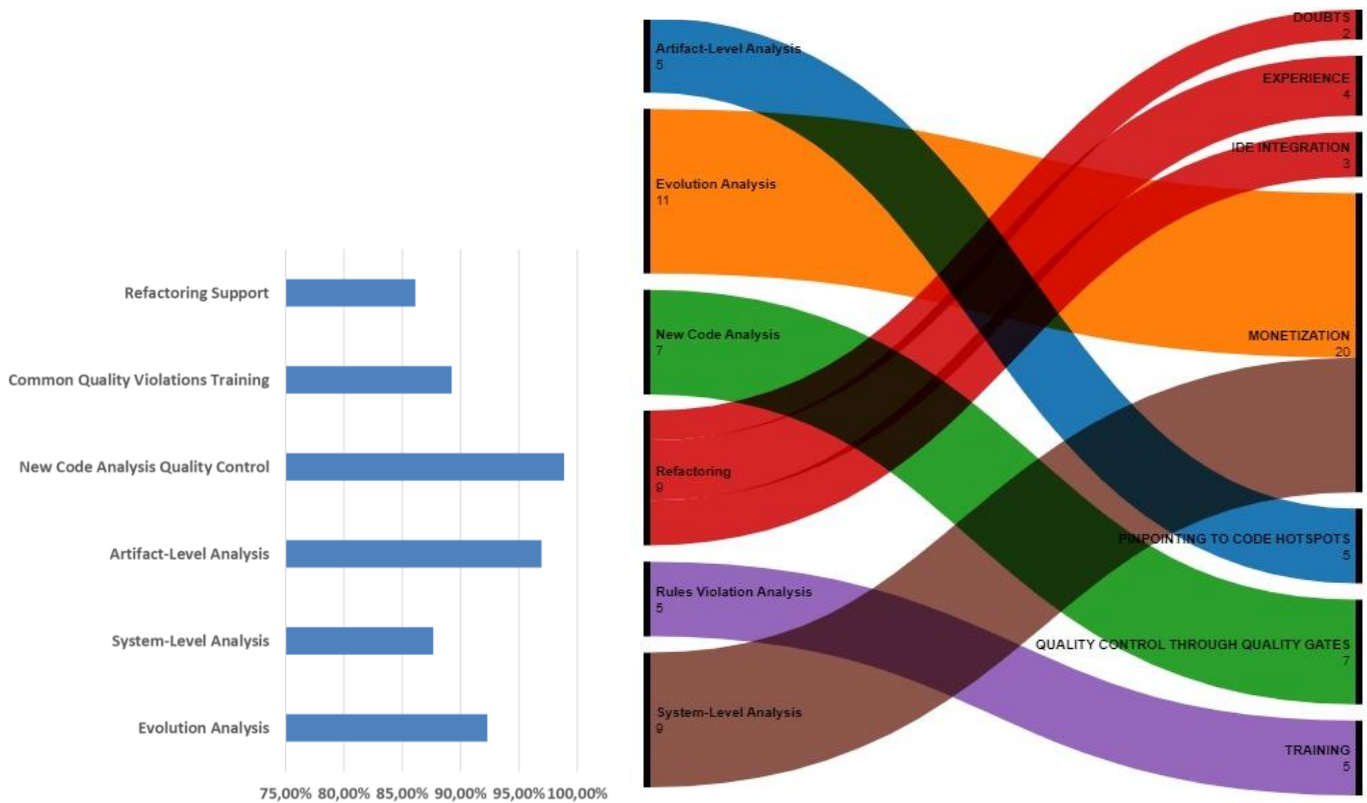 Refactoring Support
Common Quality Violations Training
New Code Analysis Quality Control
Artifact-Level Analysis
System-Level Analysis
Evolution Analysis
75,00% 80,00% 85,00% 90,00% 95,00% 100,00%
Artifact-Level Analysis
5
Evolution Analysis
11
New Code Analysis
7
Refactoring
9
Rules Violation Analysis
5
System-Level Analysis
9
DOUBTS
2
EXPERIENCE
4
IDE INTEGRATION
3
MONETIZATION
20
PINPOINTING TO CODE HOTSPOTS
5
QUALITY CONTROL THROUGH QUALITY GATES
7
TRAINING
5